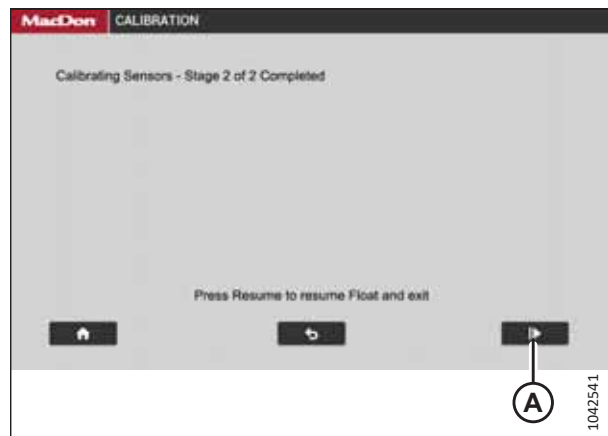 MacDon CALIBRATION
Calibrating Sensors - Stage 2 of 2 Completed
Press Resume to resume Float and exit
A
1042541